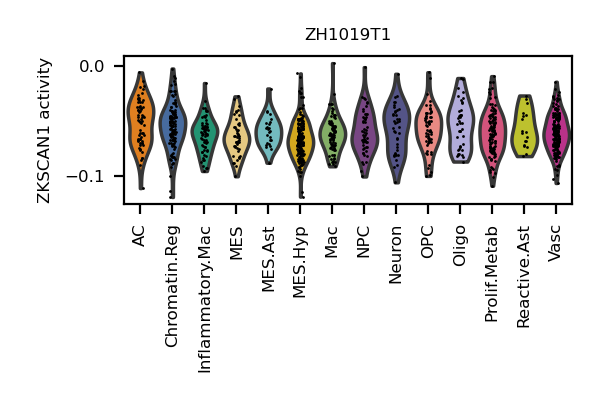 ZH1019T1
ZKSCAN1 activity
0.0
−0.1
AC
Chromatin.Reg
Inflammatory.Mac
MES
MES.Ast
MES.Hyp
Mac
NPC
Neuron
OPC
Oligo
Prolif.Metab
Reactive.Ast
Vasc